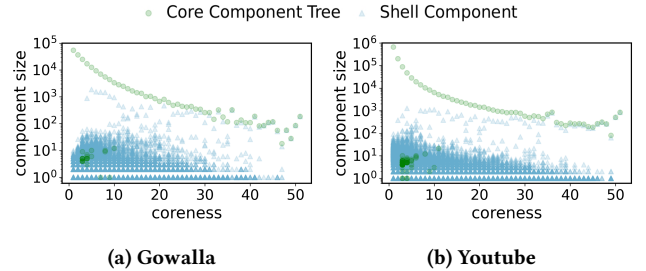 Core Component Tree Shell Component
component size
10^5
10^4
10^3
10^2
10^1
10^0
0 10 20 30 40 50
coreness
(a) Gowalla
component size
10^6
10^5
10^4
10^3
10^2
10^1
10^0
0 10 20 30 40 50
coreness
(b) Youtube